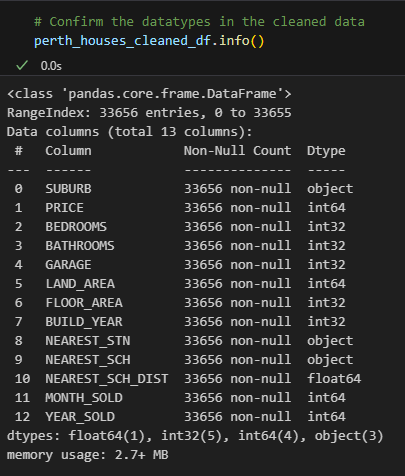 # Confirm the datatypes in the cleaned data
perth_houses_cleaned_df.info()
✓ 0.0s
<class 'pandas.core.frame.DataFrame'>
RangeIndex: 33656 entries, 0 to 33655
Data columns (total 13 columns):
 #   Column            Non-Null Count  Dtype
---  ------            --------------  -----
 0   SUBURB            33656 non-null  object
 1   PRICE             33656 non-null  int64
 2   BEDROOMS          33656 non-null  int32
 3   BATHROOMS         33656 non-null  int32
 4   GARAGE            33656 non-null  int32
 5   LAND_AREA         33656 non-null  int64
 6   FLOOR_AREA        33656 non-null  int32
 7   BUILD_YEAR        33656 non-null  int32
 8   NEAREST_STN       33656 non-null  object
 9   NEAREST_SCH       33656 non-null  object
 10  NEAREST_SCH_DIST  33656 non-null  float64
 11  MONTH_SOLD        33656 non-null  int64
 12  YEAR_SOLD         33656 non-null  int64
dtypes: float64(1), int32(5), int64(4), object(3)
memory usage: 2.7+ MB